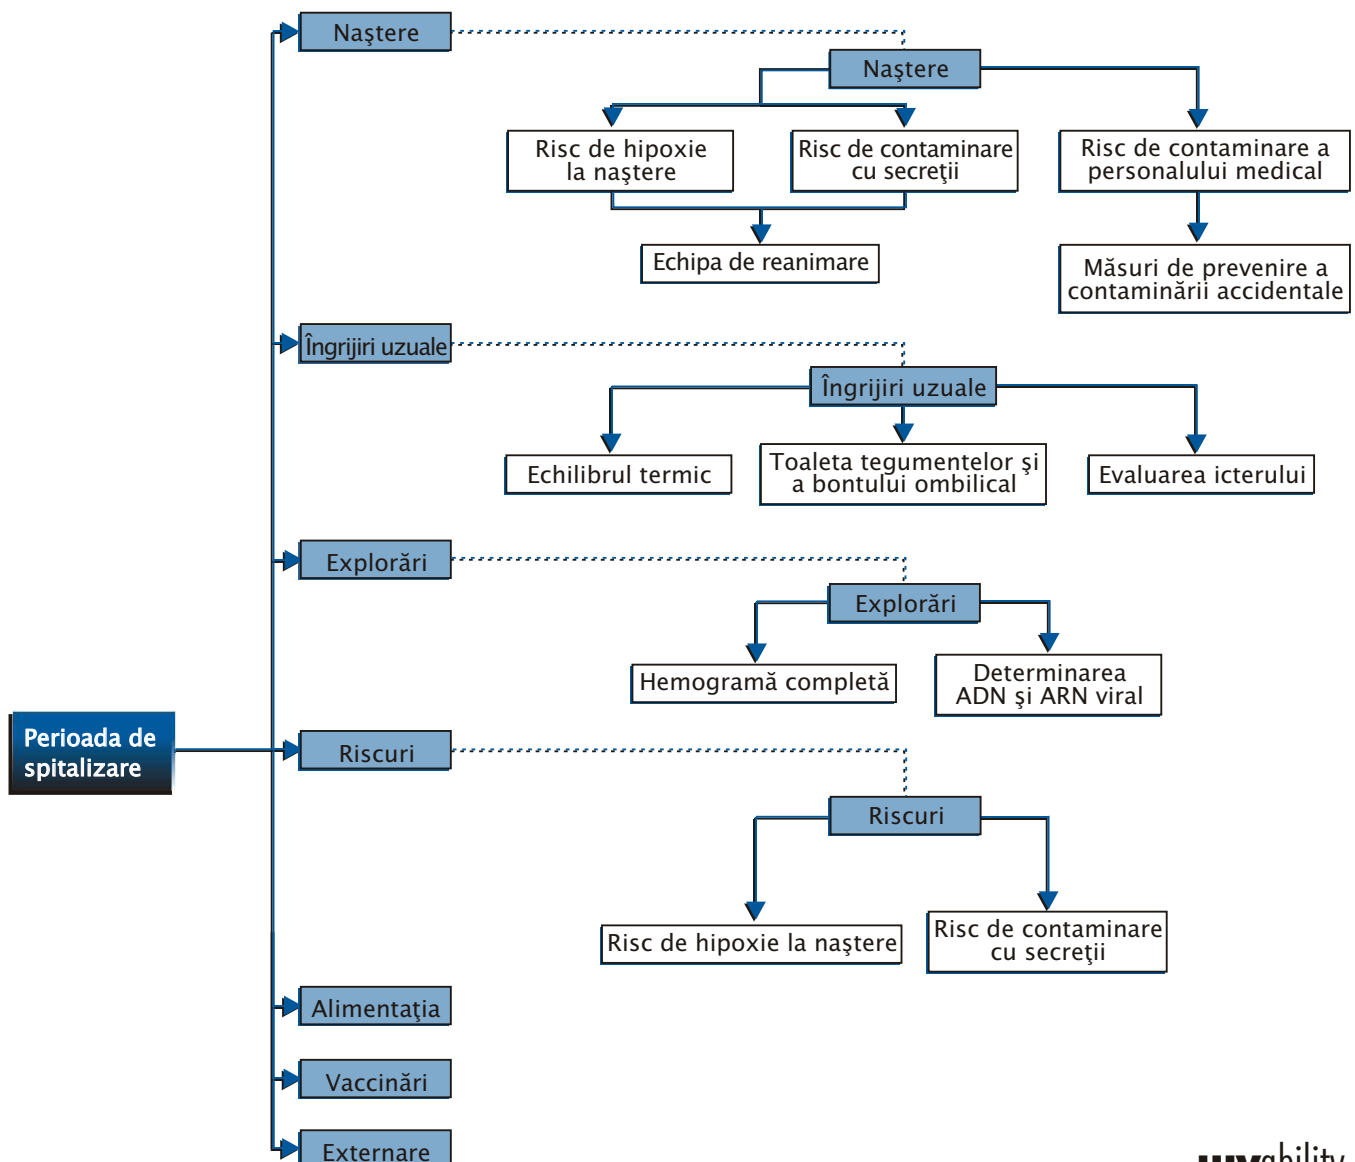 Naştere
Naştere
Risc de hipoxie
la naştere
Risc de contaminare
cu secreţii
Risc de contaminare a
personalului medical
Echipa de reanimare
Măsuri de prevenire a
contaminării accidentale
Îngrijiri uzuale
Îngrijiri uzuale
Echilibrul termic
Toaleta tegumentelor şi
a bontului ombilical
Evaluarea icterului
Explorări
Explorări
Hemogramă completă
Determinarea
ADN şi ARN viral
Perioada de
spitalizare
Riscuri
Riscuri
Risc de hipoxie la naştere
Risc de contaminare
cu secreţii
Alimentaţia
Vaccinări
Externare